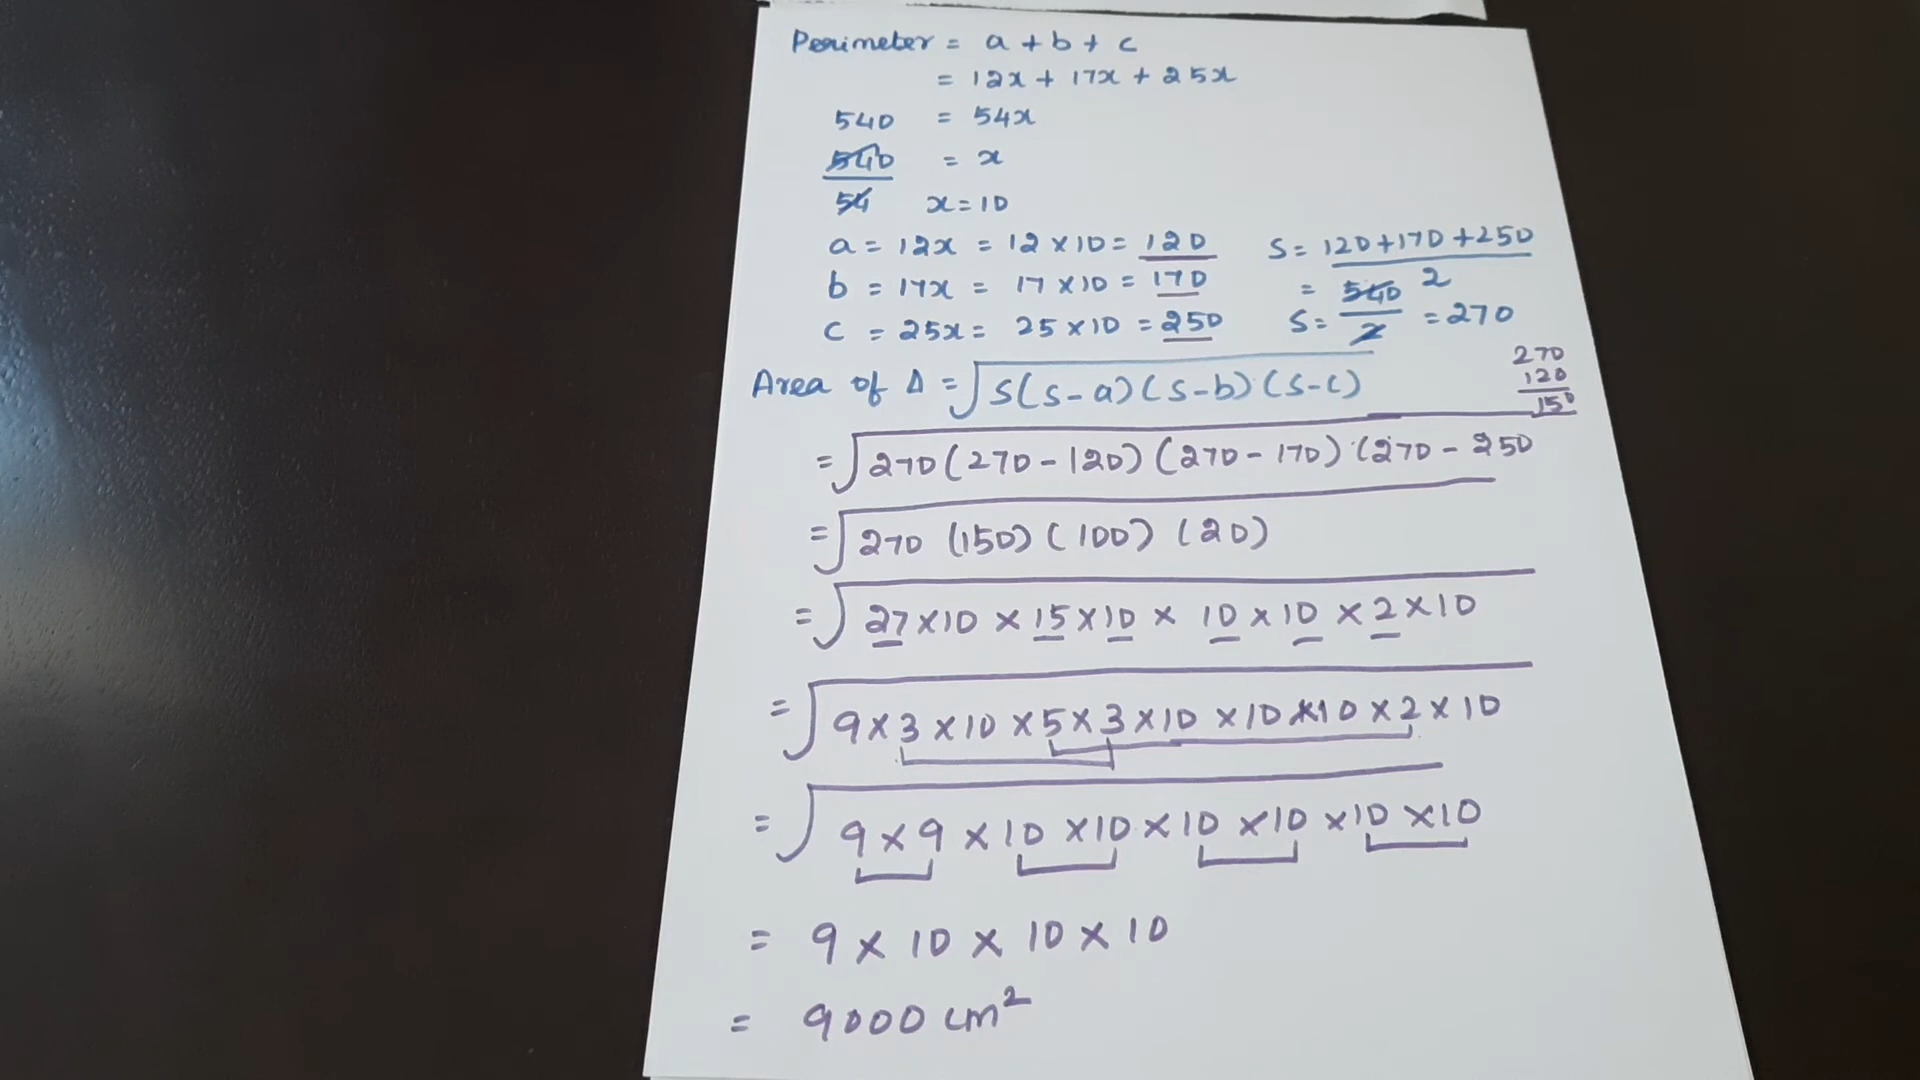 Perimeter = a + b + c
= 12x + 17x + 25x
540 = 54x
540/54 = x
x = 10
a = 12x = 12 × 10 = 120
b = 17x = 17 × 10 = 170
c = 25x = 25 × 10 = 250
S = 120+170+250
2
= 540
S = 2 = 270
270
120
150
Area of Δ = √S(S-a)(S-b)(S-c)
= √270(270-120)(270-170)(270-250
= √270 (150) (100) (20)
= √27×10 × 15×10 × 10 × 10 × 2×10
= √9×3×10×5×3×10×10×10×2×10
= √9×9×10×10×10×10×10×10
= 9 × 10 × 10 × 10
= 9000 cm²